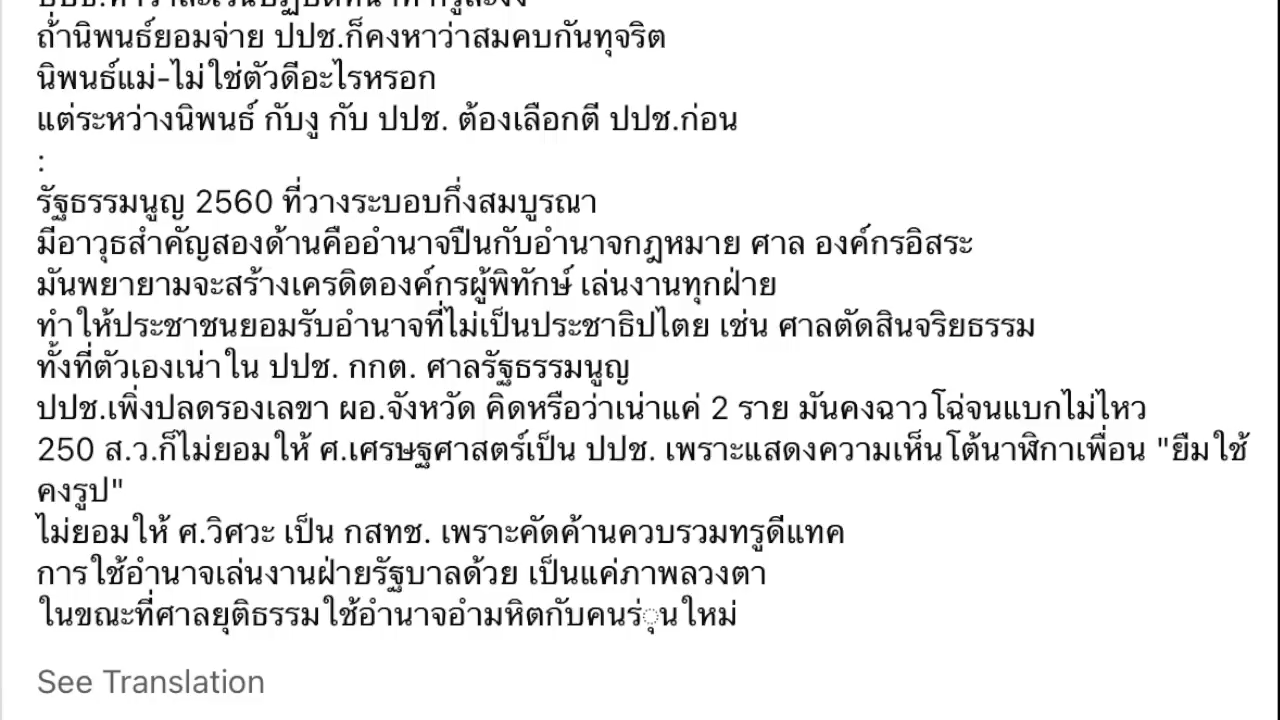 ถ้านิพนธ์ยอมจ่าย ปปช.ก็คงหาว่าสมคบกันทุจริต
นิพนธ์แม่-ไม่ใช่ตัวดีอะไรหรอก
แต่ระหว่างนิพนธ์ กับงู กับ ปปช. ต้องเลือกตี ปปช.ก่อน
:
รัฐธรรมนูญ 2560 ที่วางระบอบกึ่งสมบูรณา
มีอาวุธสำคัญสองด้านคืออำนาจปืนกับอำนาจกฎหมาย ศาล องค์กรอิสระ
มันพยายามจะสร้างเครดิตองค์กรผู้พิทักษ์ เล่นงานทุกฝ่าย
ทำให้ประชาชนยอมรับอำนาจที่ไม่เป็นประชาธิปไตย เช่น ศาลตัดสินจริยธรรม
ทั้งที่ตัวเองเน่าใน ปปช. กกต. ศาลรัฐธรรมนูญ
ปปช.เพิ่งปลดรองเลขา ผอ.จังหวัด คิดหรือว่าเน่าแค่ 2 ราย มันคงฉาวโฉ่จนแบกไม่ไหว
250 ส.ว.ก็ไม่ยอมให้ ศ.เศรษฐศาสตร์เป็น ปปช. เพราะแสดงความเห็นโต้นาฬิกาเพื่อน "ยืมใช้
คงรูป"
ไม่ยอมให้ ศ.วิศวะ เป็น กสทช. เพราะคัดค้านควบรวมทรูดีแทค
การใช้อำนาจเล่นงานฝ่ายรัฐบาลด้วย เป็นแค่ภาพลวงตา
ในขณะที่ศาลยุติธรรมใช้อำนาจอำมหิตกับคนรุ่นใหม่
See Translation